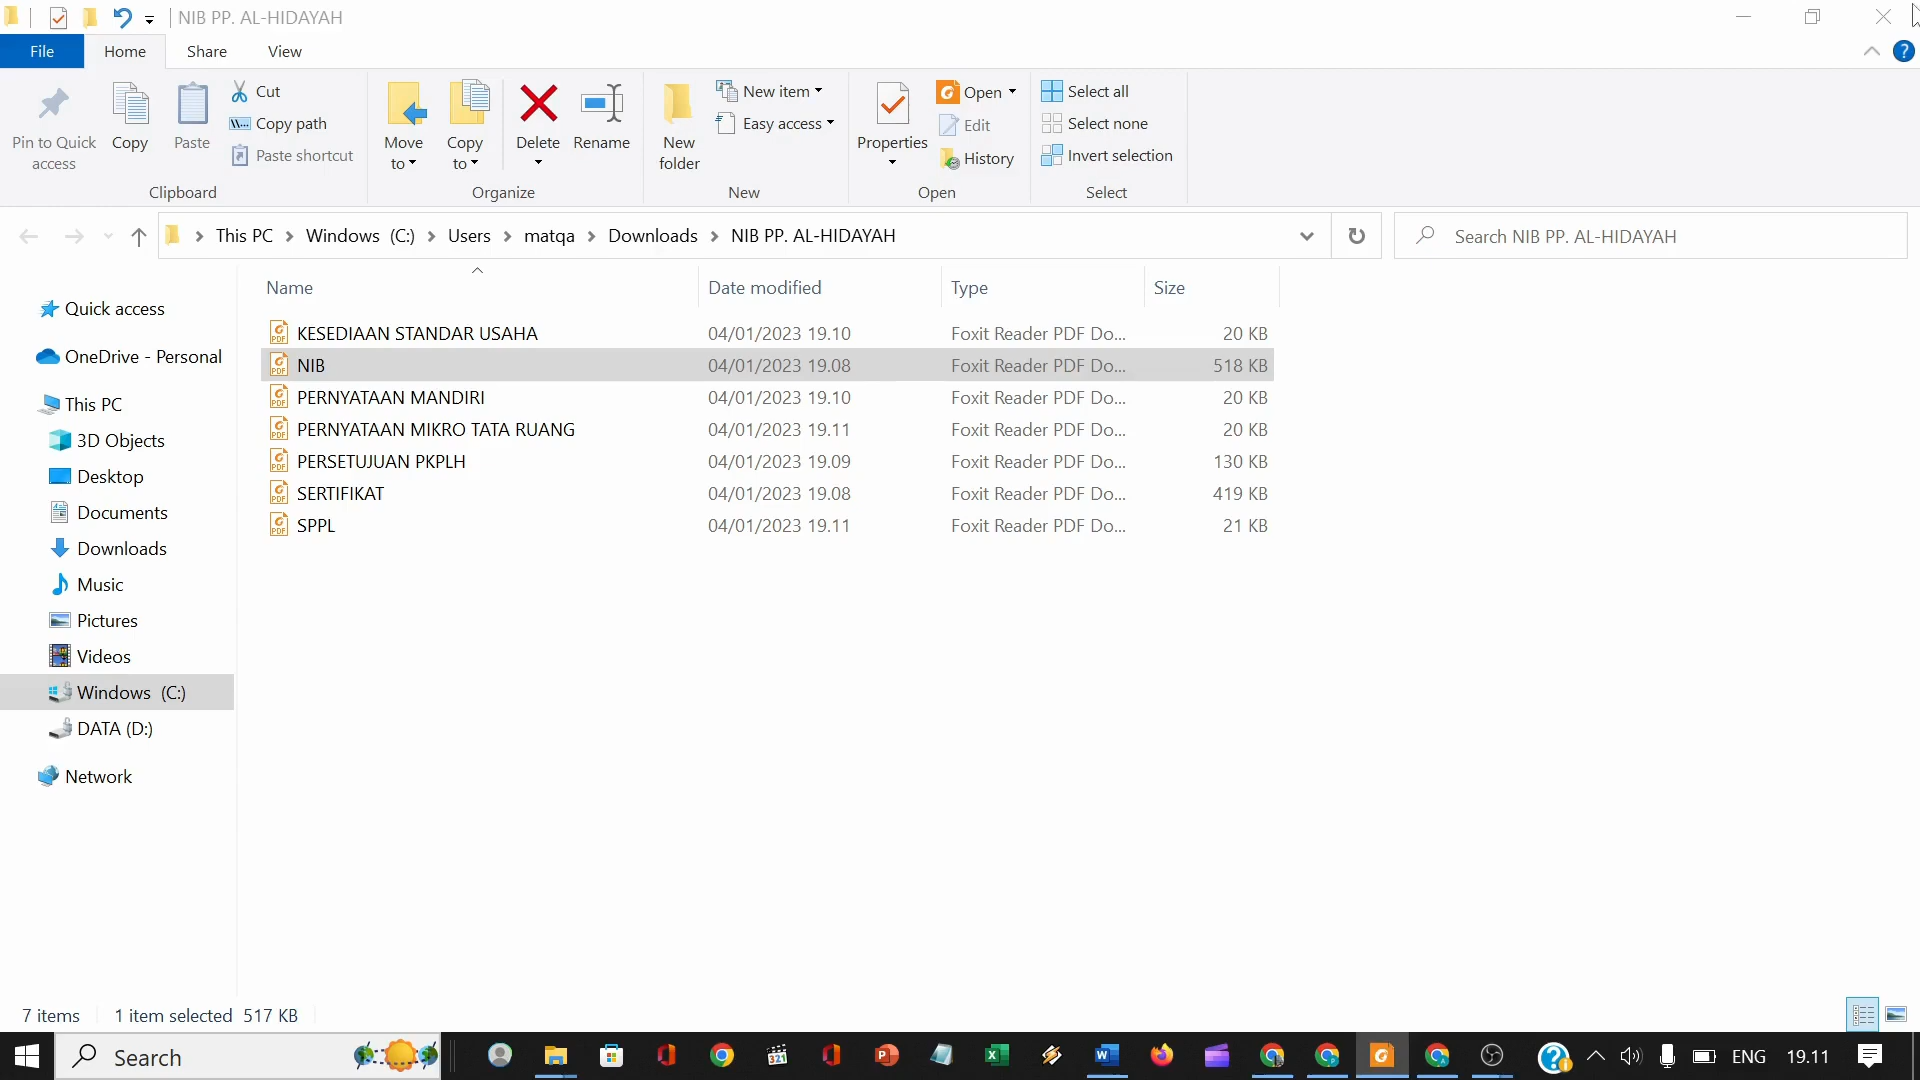 NIB PP. AL-HIDAYAH
File Home Share View
Pin to Quick access
Copy
Paste
Cut
Copy path
Paste shortcut
Clipboard
Move to
Copy to
Delete
Rename
Organize
New folder
New item
Easy access
New
Properties
Open
Edit
History
Open
Select all
Select none
Invert selection
Select
This PC Windows (C:) Users matqa Downloads NIB PP. AL-HIDAYAH
Search NIB PP. AL-HIDAYAH
Quick access
OneDrive - Personal
This PC
3D Objects
Desktop
Documents
Downloads
Music
Pictures
Videos
Windows (C:)
DATA (D:)
Network
Name Date modified Type Size
KESEDIAAN STANDAR USAHA 04/01/2023 19.10 Foxit Reader PDF Do... 20 KB
NIB 04/01/2023 19.08 Foxit Reader PDF Do... 518 KB
PERNYATAAN MANDIRI 04/01/2023 19.10 Foxit Reader PDF Do... 20 KB
PERNYATAAN MIKRO TATA RUANG 04/01/2023 19.11 Foxit Reader PDF Do... 20 KB
PERSETUJUAN PKPLH 04/01/2023 19.09 Foxit Reader PDF Do... 130 KB
SERTIFIKAT 04/01/2023 19.08 Foxit Reader PDF Do... 419 KB
SPPL 04/01/2023 19.11 Foxit Reader PDF Do... 21 KB
7 items 1 item selected 517 KB
Search
ENG 19.11